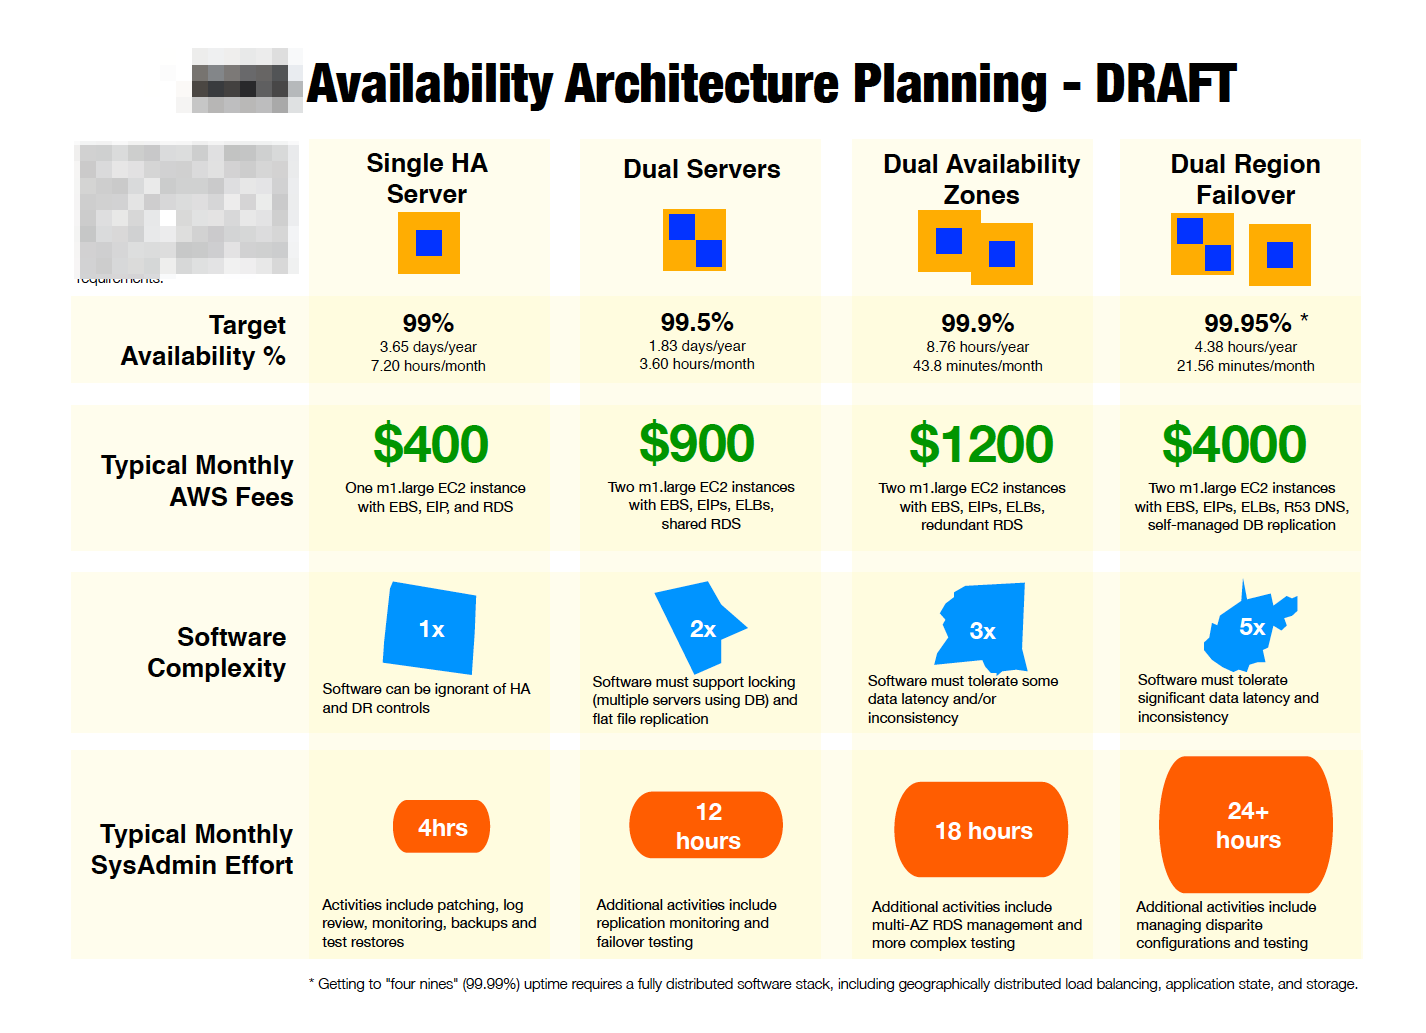 Availability Architecture Planning - DRAFT
requirements.
Single HA
Server
Dual Servers
Dual Availability
Zones
Dual Region
Failover
Target
Availability %
99%
3.65 days/year
7.20 hours/month
99.5%
1.83 days/year
3.60 hours/month
99.9%
8.76 hours/year
43.8 minutes/month
99.95% *
4.38 hours/year
21.56 minutes/month
Typical Monthly
AWS Fees
$400
One m1.large EC2 instance
with EBS, EIP, and RDS
$900
Two m1.large EC2 instances
with EBS, EIPs, ELBs,
shared RDS
$1200
Two m1.large EC2 instances
with EBS, EIPs, ELBs,
redundant RDS
$4000
Two m1.large EC2 instances
with EBS, EIPs, ELBs, R53 DNS,
self-managed DB replication
Software
Complexity
1x
Software can be ignorant of HA
and DR controls
2x
Software must support locking
(multiple servers using DB) and
flat file replication
3x
Software must tolerate some
data latency and/or
inconsistency
5x
Software must tolerate
significant data latency and
inconsistency
Typical Monthly
SysAdmin Effort
4hrs
Activities include patching, log
review, monitoring, backups and
test restores
12
hours
Additional activities include
replication monitoring and
failover testing
18 hours
Additional activities include
multi-AZ RDS management and
more complex testing
24+
hours
Additional activities include
managing disparite
configurations and testing
* Getting to "four nines" (99.99%) uptime requires a fully distributed software stack, including geographically distributed load balancing, application state, and storage.